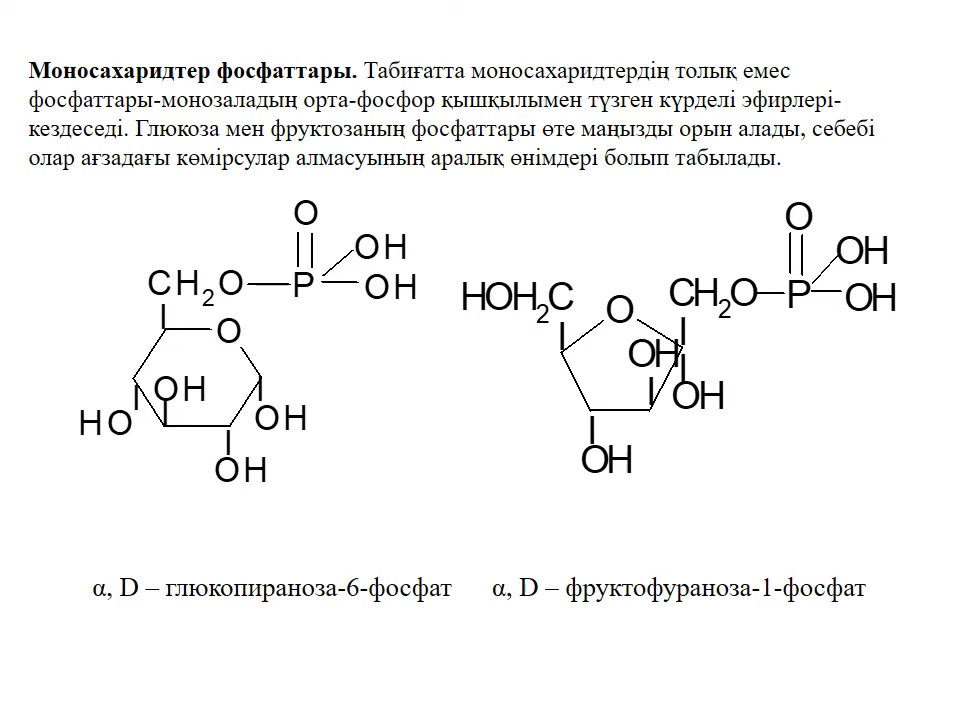 Моносахаридтер фосфаттары. Табиғатта моносахаридтердің толық емес
фосфаттары-монозаладың орта-фосфор қышқылымен түзген күрделі эфирлері-
кездеседі. Глюкоза мен фруктозаның фосфаттары өте маңызды орын алады, себебі
олар ағзадағы көмірсулар алмасуының аралық өнімдері болып табылады.
O
OH
CH2O P OH
O
OH
HO OH
OH
O
OH
HOH2C O CH2O P OH
OH
OH
OH
α, D – глюкопираноза-6-фосфат α, D – фруктофураноза-1-фосфат